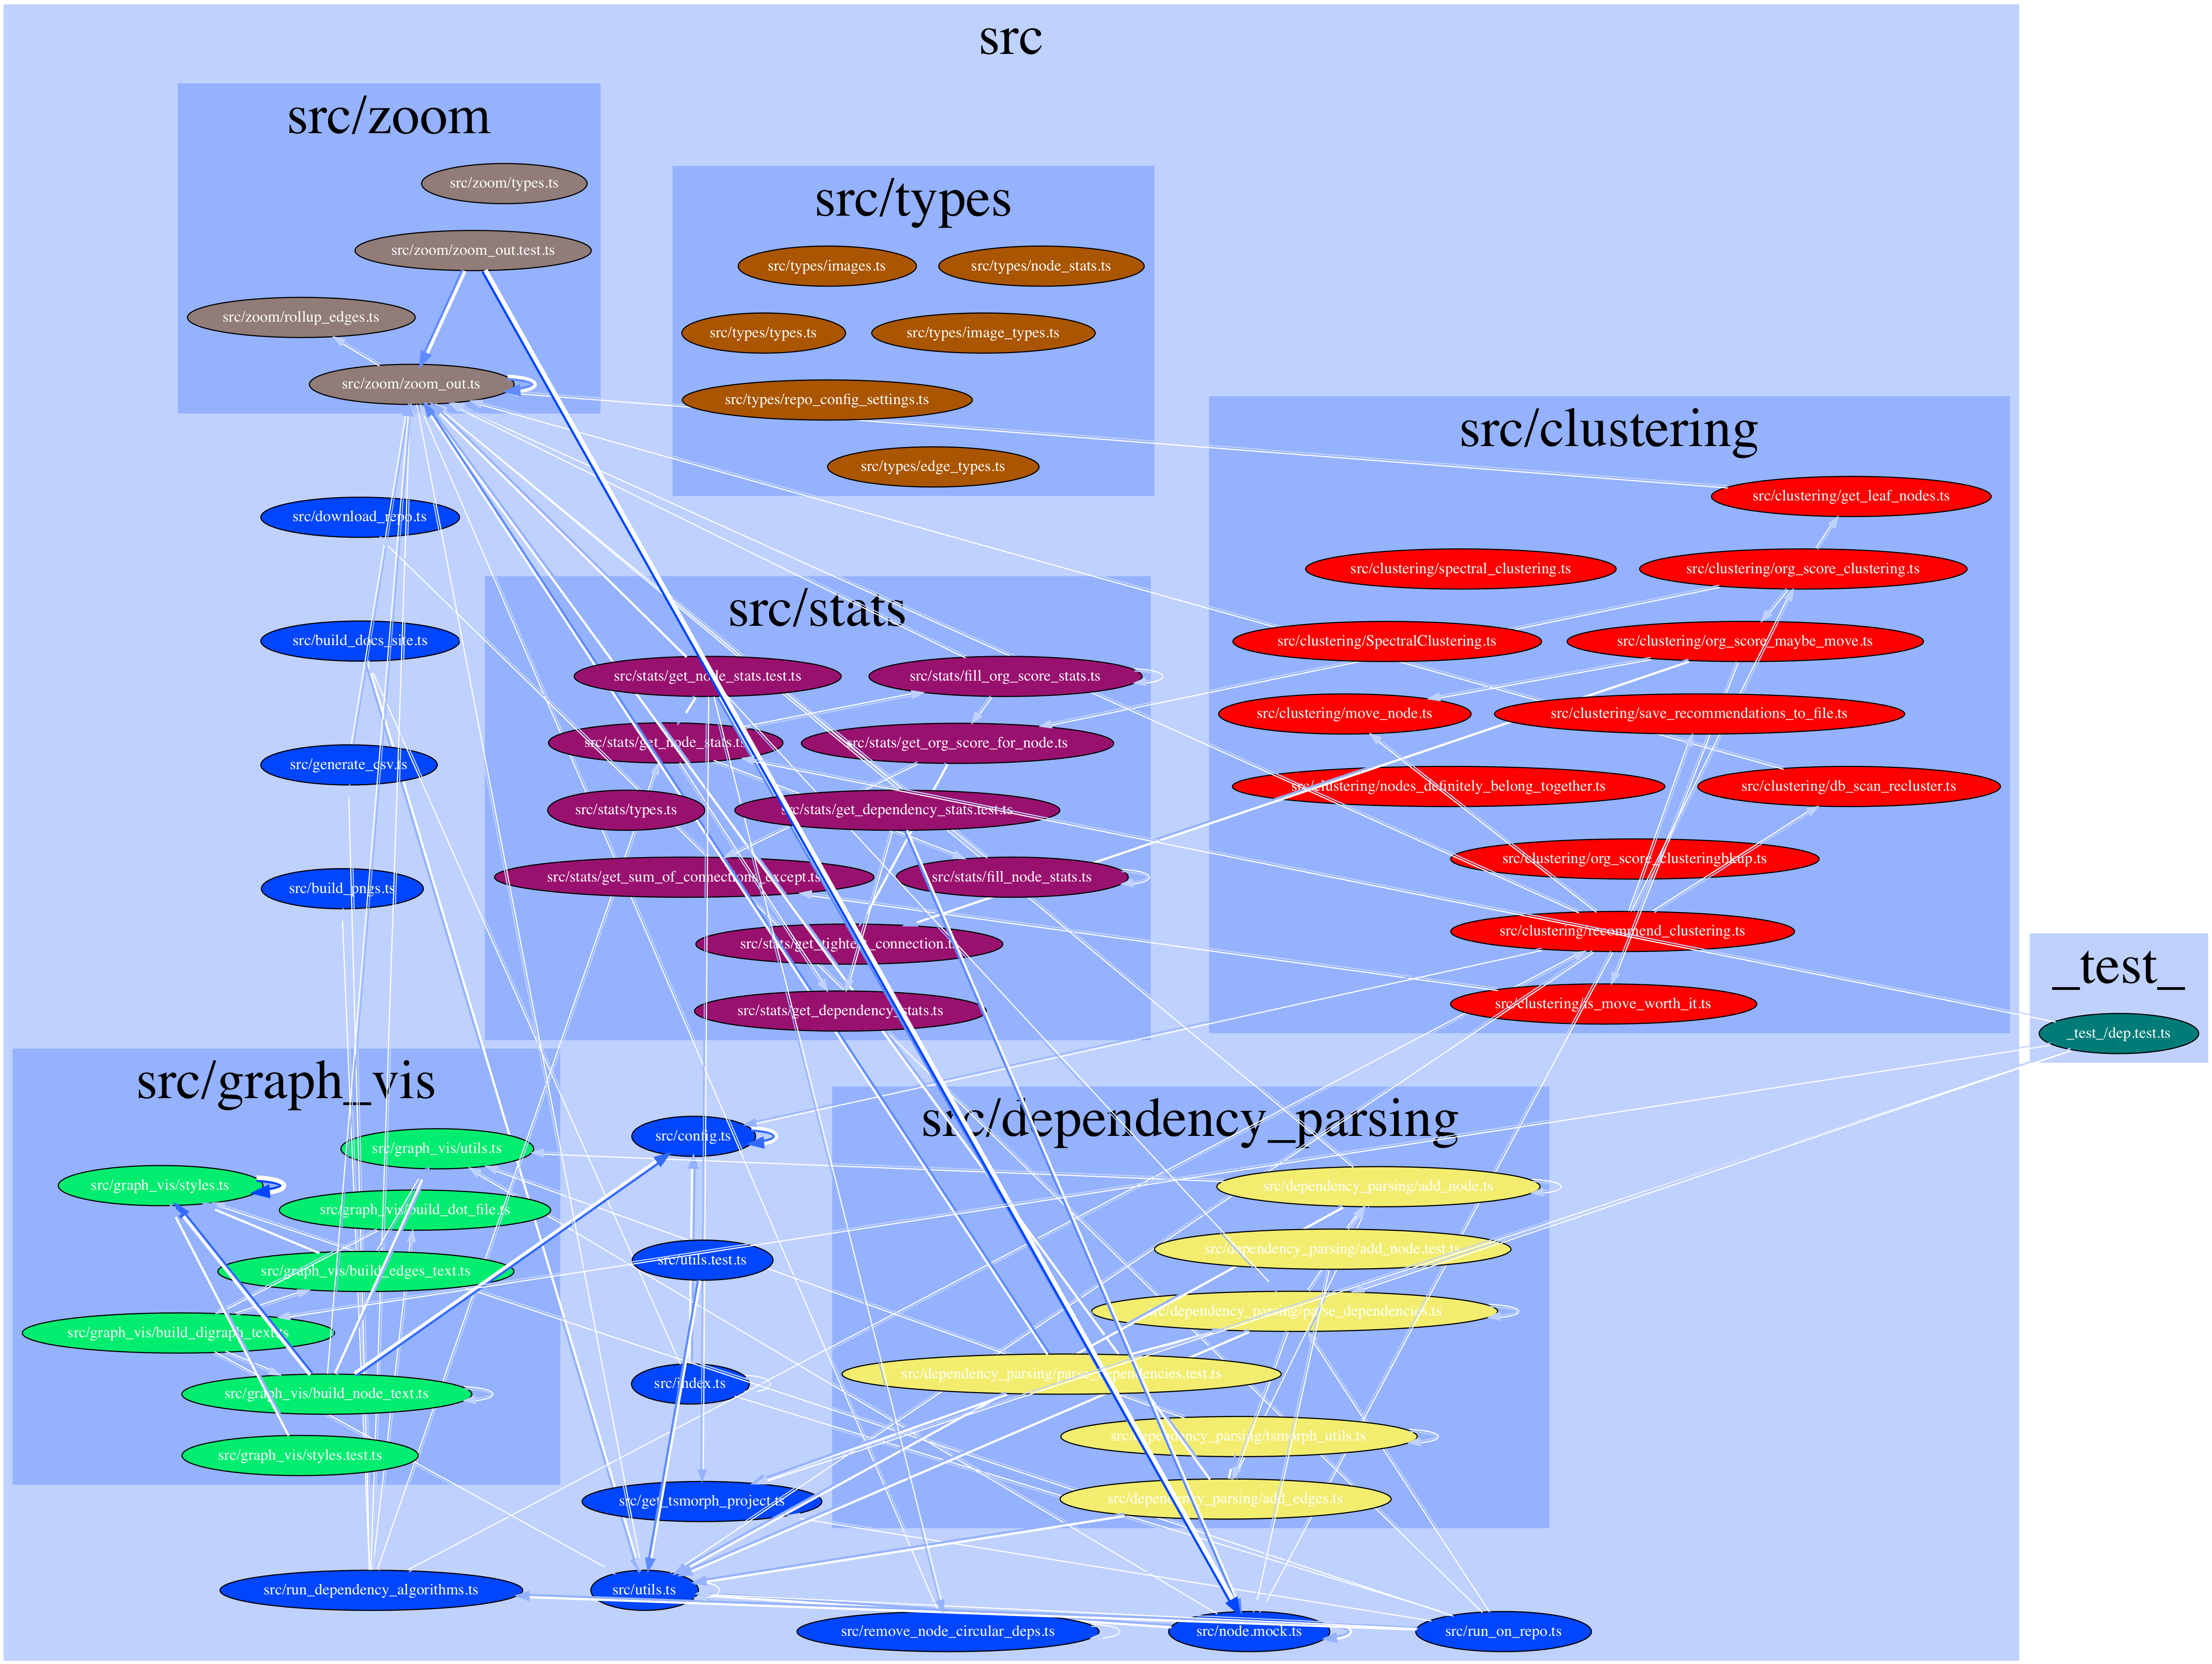 src
src/zoom
src/zoom/types.ts
src/zoom/zoom_out.test.ts
src/zoom/rollup_edges.ts
src/zoom/zoom_out.ts
src/types
src/types/images.ts
src/types/node_stats.ts
src/types/types.ts
src/types/image_types.ts
src/types/repo_config_settings.ts
src/types/edge_types.ts
src/clustering
src/clustering/get_leaf_nodes.ts
src/clustering/spectral_clustering.ts
src/clustering/org_score_clustering.ts
src/clustering/SpectralClustering.ts
src/clustering/org_score_maybe_move.ts
src/clustering/move_node.ts
src/clustering/save_recommendations_to_file.ts
src/clustering/nodes_definitely_belong_together.ts
src/clustering/db_scan_recluster.ts
src/clustering/org_score_clusteringbkup.ts
src/clustering/recommend_clustering.ts
src/clustering/is_move_worth_it.ts
src/download_repo.ts
src/build_docs_site.ts
src/generate_csv.ts
src/build_pngs.ts
src/stats
src/stats/get_node_stats.test.ts
src/stats/fill_org_score_stats.ts
src/stats/get_node_stats.ts
src/stats/get_org_score_for_node.ts
src/stats/types.ts
src/stats/get_dependency_stats.test.ts
src/stats/get_sum_of_connections_except.ts
src/stats/fill_node_stats.ts
src/stats/get_tightest_connection.ts
src/stats/get_dependency_stats.ts
_test_
_test_/dep.test.ts
src/graph_vis
src/graph_vis/utils.ts
src/graph_vis/styles.ts
src/graph_vis/build_dot_file.ts
src/graph_vis/build_edges_text.ts
src/graph_vis/build_digraph_text.ts
src/graph_vis/build_node_text.ts
src/graph_vis/styles.test.ts
src/config.ts
src/utils.test.ts
src/index.ts
src/get_tsmorph_project.ts
src/dependency_parsing
src/dependency_parsing/add_node.ts
src/dependency_parsing/add_node.test.ts
src/dependency_parsing/parse_dependencies.ts
src/dependency_parsing/parse_dependencies.test.ts
src/dependency_parsing/tsmorph_utils.ts
src/dependency_parsing/add_edges.ts
src/run_dependency_algorithms.ts
src/utils.ts
src/remove_node_circular_deps.ts
src/node.mock.ts
src/run_on_repo.ts